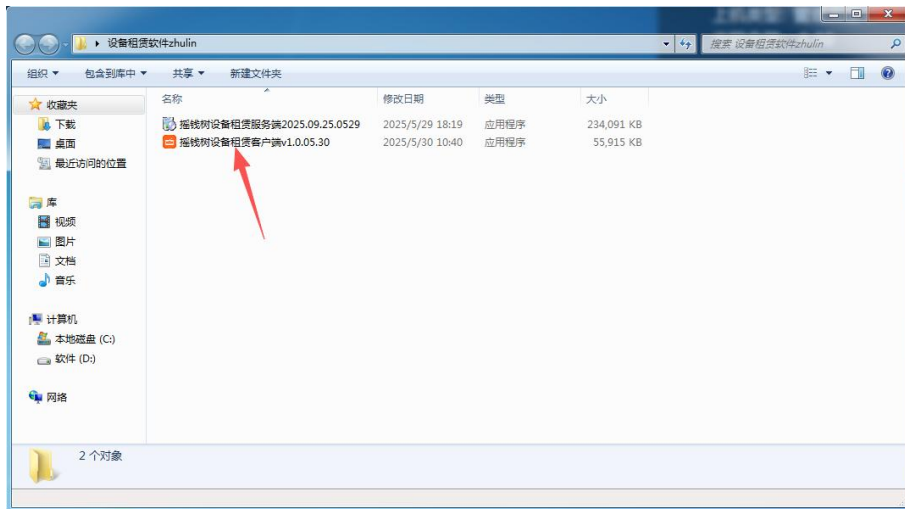 设备租赁软件zhulin
搜索 设备租赁软件zhulin
组织 包含到库中 共享 新建文件夹
收藏夹
下载
桌面
最近访问的位置
库
视频
图片
文档
音乐
计算机
本地磁盘 (C:)
软件 (D:)
网络
名称 修改日期 类型 大小
摇钱树设备租赁服务端2025.09.25.0529 2025/5/29 18:19 应用程序 234,091 KB
摇钱树设备租赁客户端v1.0.05.30 2025/5/30 10:40 应用程序 55,915 KB
2 个对象